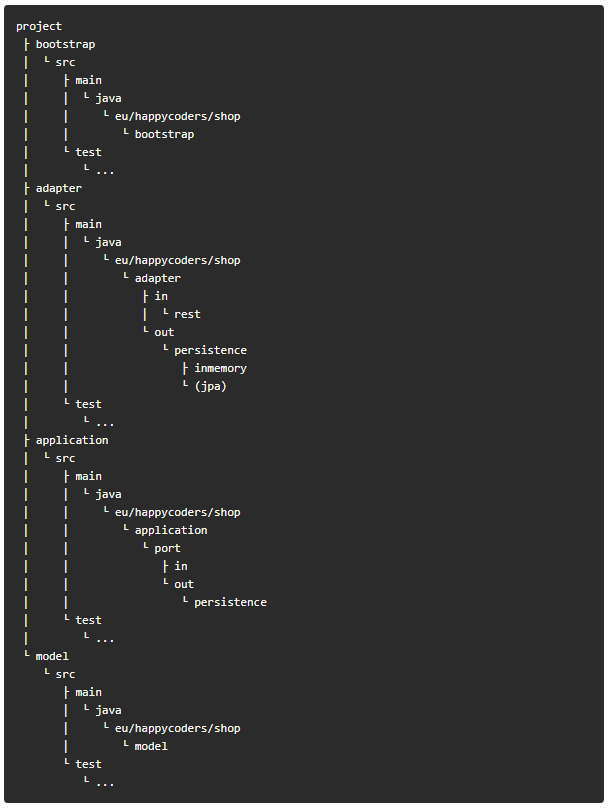 project
 ├ bootstrap
 │  └ src
 │     ├ main
 │     │  └ java
 │     │     └ eu/happycoders/shop
 │     │        └ bootstrap
 │     └ test
 │        └ ...
 ├ adapter
 │  └ src
 │     ├ main
 │     │  └ java
 │     │     └ eu/happycoders/shop
 │     │        └ adapter
 │     │           ├ in
 │     │           │  └ rest
 │     │           └ out
 │     │              └ persistence
 │     │                 ├ inmemory
 │     │                 └ (jpa)
 │     └ test
 │        └ ...
 ├ application
 │  └ src
 │     ├ main
 │     │  └ java
 │     │     └ eu/happycoders/shop
 │     │        └ application
 │     │           └ port
 │     │              ├ in
 │     │              └ out
 │     │                 └ persistence
 │     └ test
 │        └ ...
 └ model
    └ src
       ├ main
       │  └ java
       │     └ eu/happycoders/shop
       │        └ model
       └ test
          └ ...